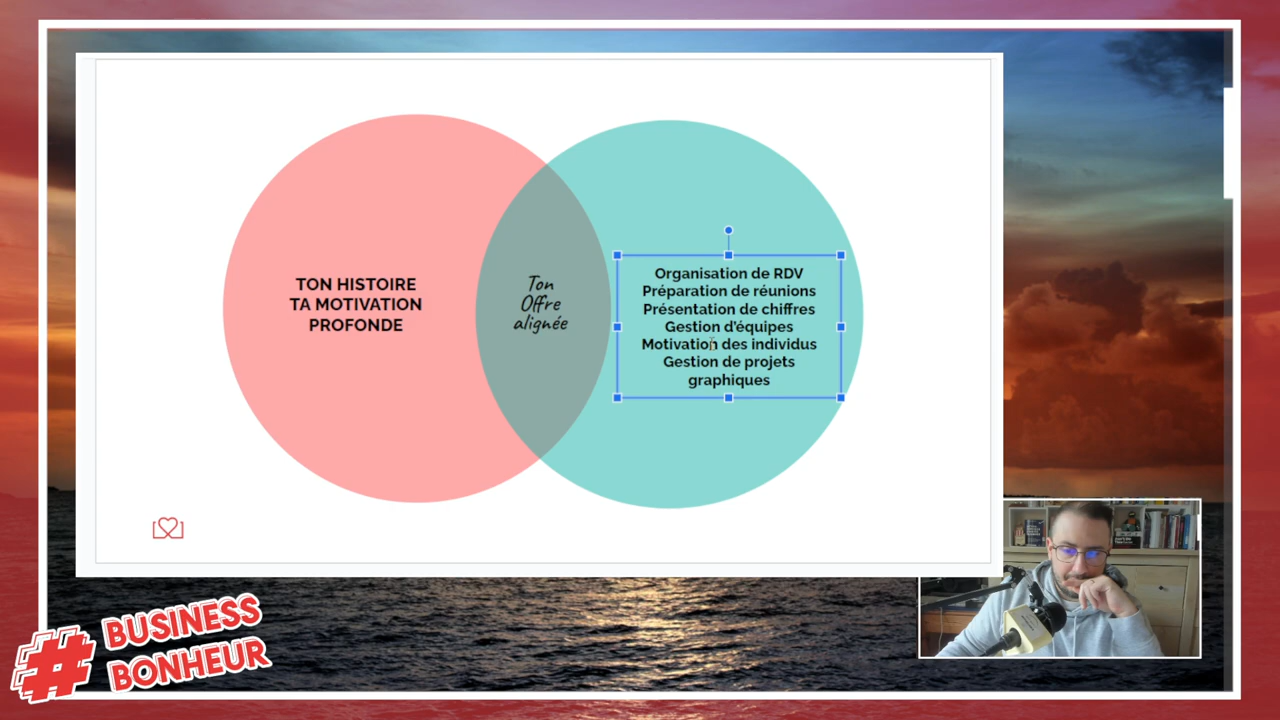 TON HISTOIRE
TA MOTIVATION
PROFONDE
Ton
Offre
alignée
Organisation de RDV
Préparation de réunions
Présentation de chiffres
Gestion d'équipes
Motivation des individus
Gestion de projets
graphiques
# BUSINESS
BONHEUR